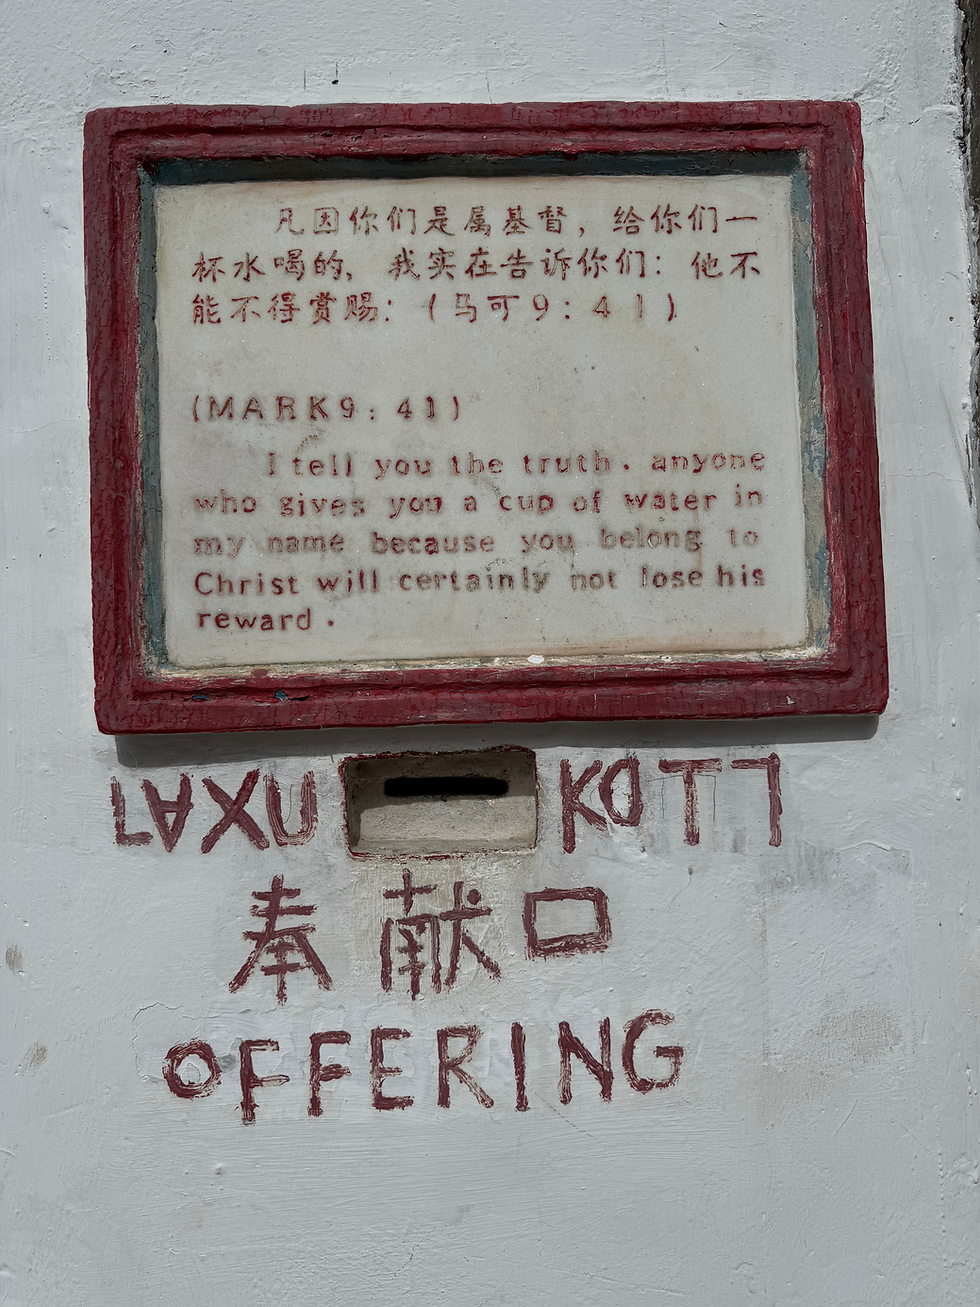 凡因你们是属基督，给你们一
杯水喝的，我实在告诉你们：他不
能不得赏赐：（马可9：41）
(MARK9:41)
I tell you the truth. anyone
who gives you a cup of water in
my name because you belong to
Christ will certainly not lose his
reward.
ꓡꓯꓫꓴ ꓗꓳꓔꓶ
奉献口
OFFERING